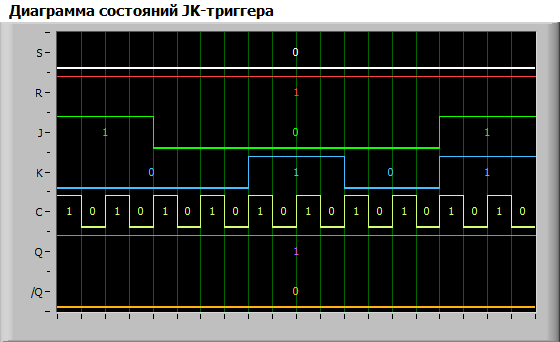 Диаграмма состояний JK-триггера
S 0
R 1
J 1 0 1
K 0 1 0 1
C 1 0 1 0 1 0 1 0 1 0 1 0 1 0 1 0 1 0 1 0
Q 1
/Q 0